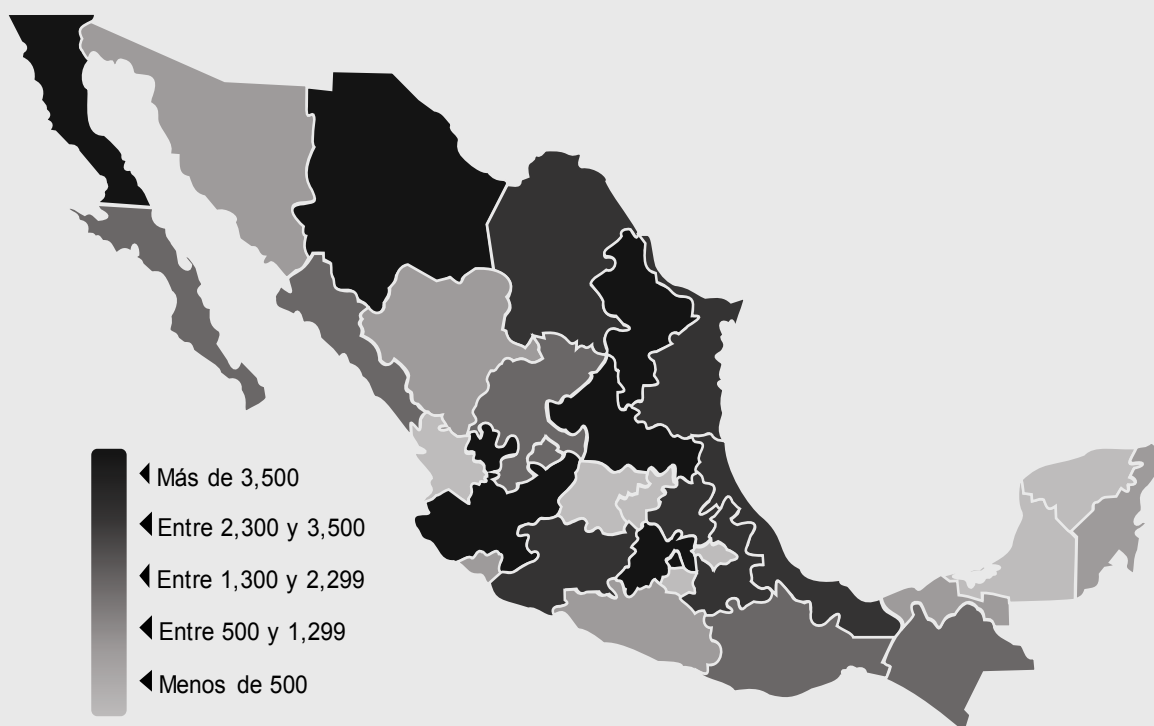 Más de 3,500
Entre 2,300 y 3,500
Entre 1,300 y 2,299
Entre 500 y 1,299
Menos de 500